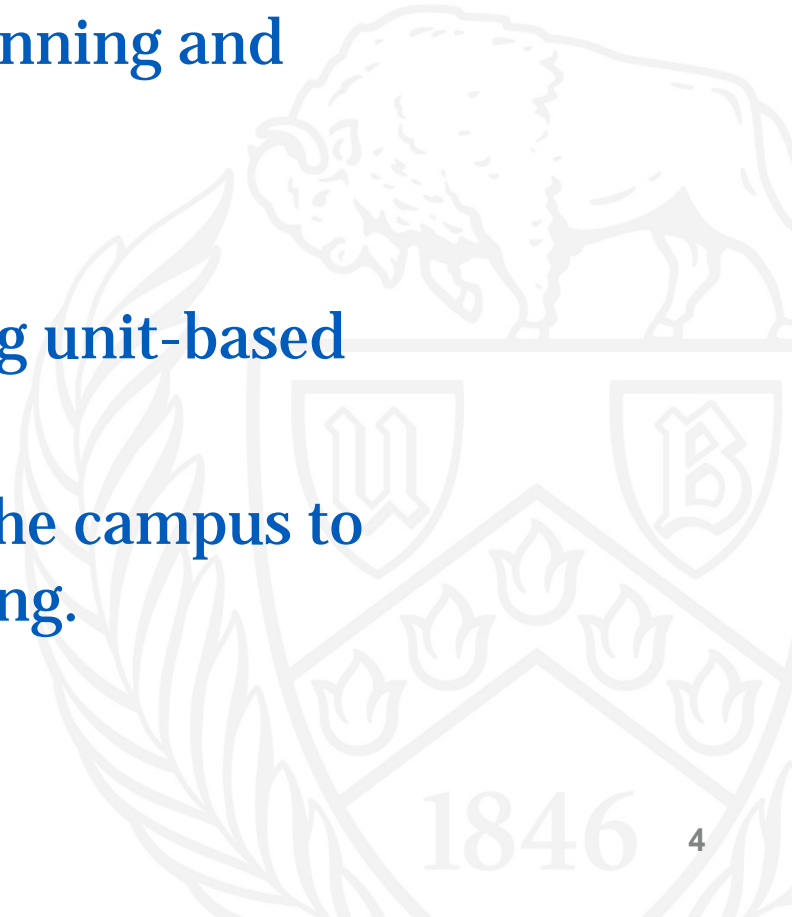 nning and
g unit-based
he campus to
ng.
U B
1846
4